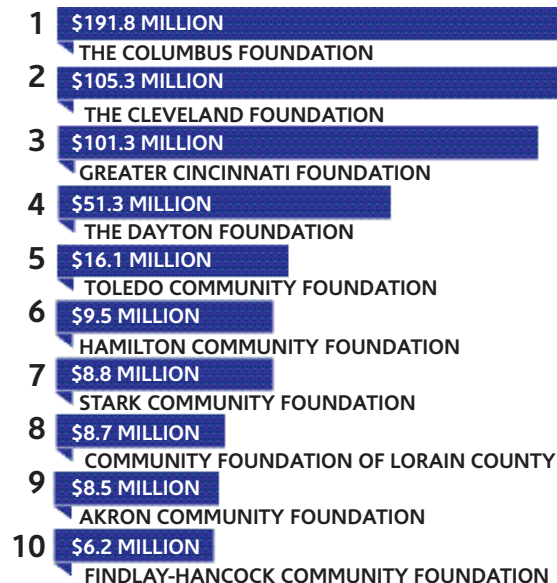 1 $191.8 MILLION
THE COLUMBUS FOUNDATION
2 $105.3 MILLION
THE CLEVELAND FOUNDATION
3 $101.3 MILLION
GREATER CINCINNATI FOUNDATION
4 $51.3 MILLION
THE DAYTON FOUNDATION
5 $16.1 MILLION
TOLEDO COMMUNITY FOUNDATION
6 $9.5 MILLION
HAMILTON COMMUNITY FOUNDATION
7 $8.8 MILLION
STARK COMMUNITY FOUNDATION
8 $8.7 MILLION
COMMUNITY FOUNDATION OF LORAIN COUNTY
9 $8.5 MILLION
AKRON COMMUNITY FOUNDATION
10 $6.2 MILLION
FINDLAY-HANCOCK COMMUNITY FOUNDATION